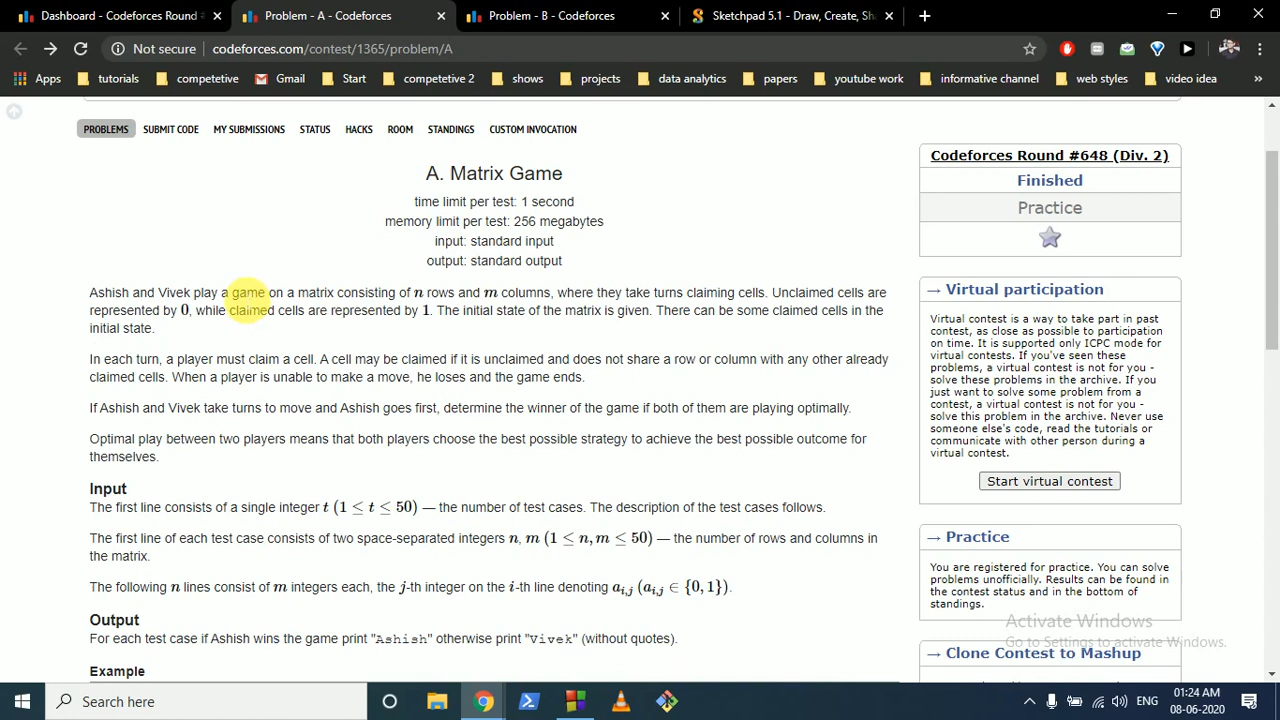 Dashboard - Codeforces Round #
Problem - A - Codeforces
Problem - B - Codeforces
Sketchpad 5.1 - Draw, Create, Sha
Not secure codeforces.com/contest/1365/problem/A
Apps tutorials competetive Gmail Start competetive 2 shows projects data analytics papers youtube work informative channel web styles video idea »
PROBLEMS SUBMIT CODE MY SUBMISSIONS STATUS HACKS ROOM STANDINGS CUSTOM INVOCATION
A. Matrix Game
time limit per test: 1 second
memory limit per test: 256 megabytes
input: standard input
output: standard output
Ashish and Vivek play a game on a matrix consisting of n rows and m columns, where they take turns claiming cells. Unclaimed cells are
represented by 0, while claimed cells are represented by 1. The initial state of the matrix is given. There can be some claimed cells in the
initial state.
In each turn, a player must claim a cell. A cell may be claimed if it is unclaimed and does not share a row or column with any other already
claimed cells. When a player is unable to make a move, he loses and the game ends.
If Ashish and Vivek take turns to move and Ashish goes first, determine the winner of the game if both of them are playing optimally.
Optimal play between two players means that both players choose the best possible strategy to achieve the best possible outcome for
themselves.
Input
The first line consists of a single integer t (1 ≤ t ≤ 50) — the number of test cases. The description of the test cases follows.
The first line of each test case consists of two space-separated integers n, m (1 ≤ n, m ≤ 50) — the number of rows and columns in
the matrix.
The following n lines consist of m integers each, the j-th integer on the i-th line denoting a_{i,j} (a_{i,j} ∈ {0, 1}).
Output
For each test case if Ashish wins the game print "Ashish" otherwise print "Vivek" (without quotes).
Example
Codeforces Round #648 (Div. 2)
Finished
Practice
→ Virtual participation
Virtual contest is a way to take part in past
contest, as close as possible to participation
on time. It is supported only ICPC mode for
virtual contests. If you've seen these
problems, a virtual contest is not for you -
solve these problems in the archive. If you
just want to solve some problem from a
contest, a virtual contest is not for you -
solve this problem in the archive. Never use
someone else's code, read the tutorials or
communicate with other person during a
virtual contest.
Start virtual contest
→ Practice
You are registered for practice. You can solve
problems unofficially. Results can be found in
the contest status and in the bottom of
standings.
→ Clone Contest to Mashup
Activate Windows
Go to Settings to activate Windows.
Search here
ENG
01:24 AM
08-06-2020